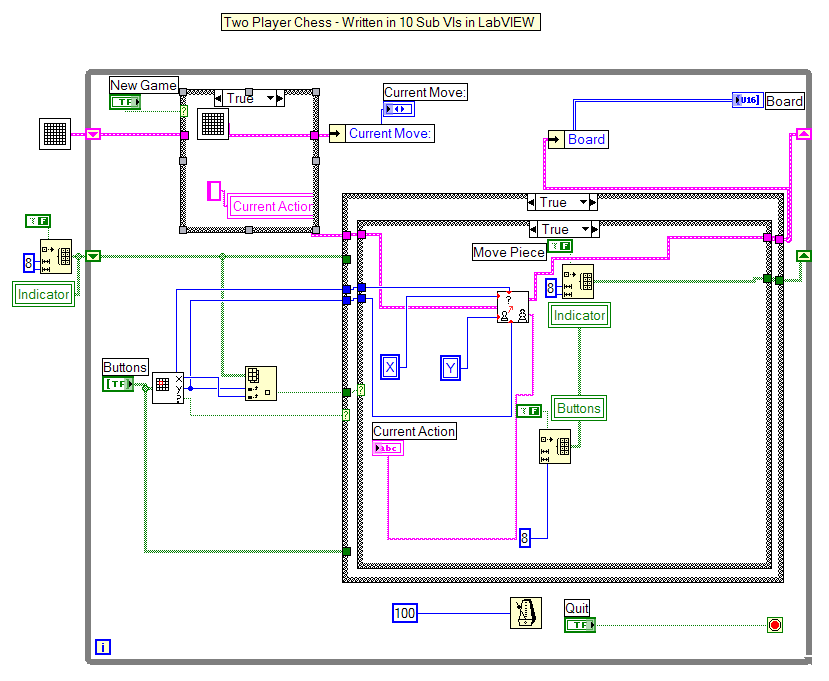 Two Player Chess - Written in 10 Sub VIs in LabVIEW
New Game
TF
True
?
Current Move:
Current Move:
U16]
Board
Board
Current Action
True
True
Move Piece
F
F
8
Indicator
8
Indicator
?
X
Y
Buttons
[TF
X
Y
?
?
?
F
Buttons
Current Action
abc
8
100
Quit
TF
i